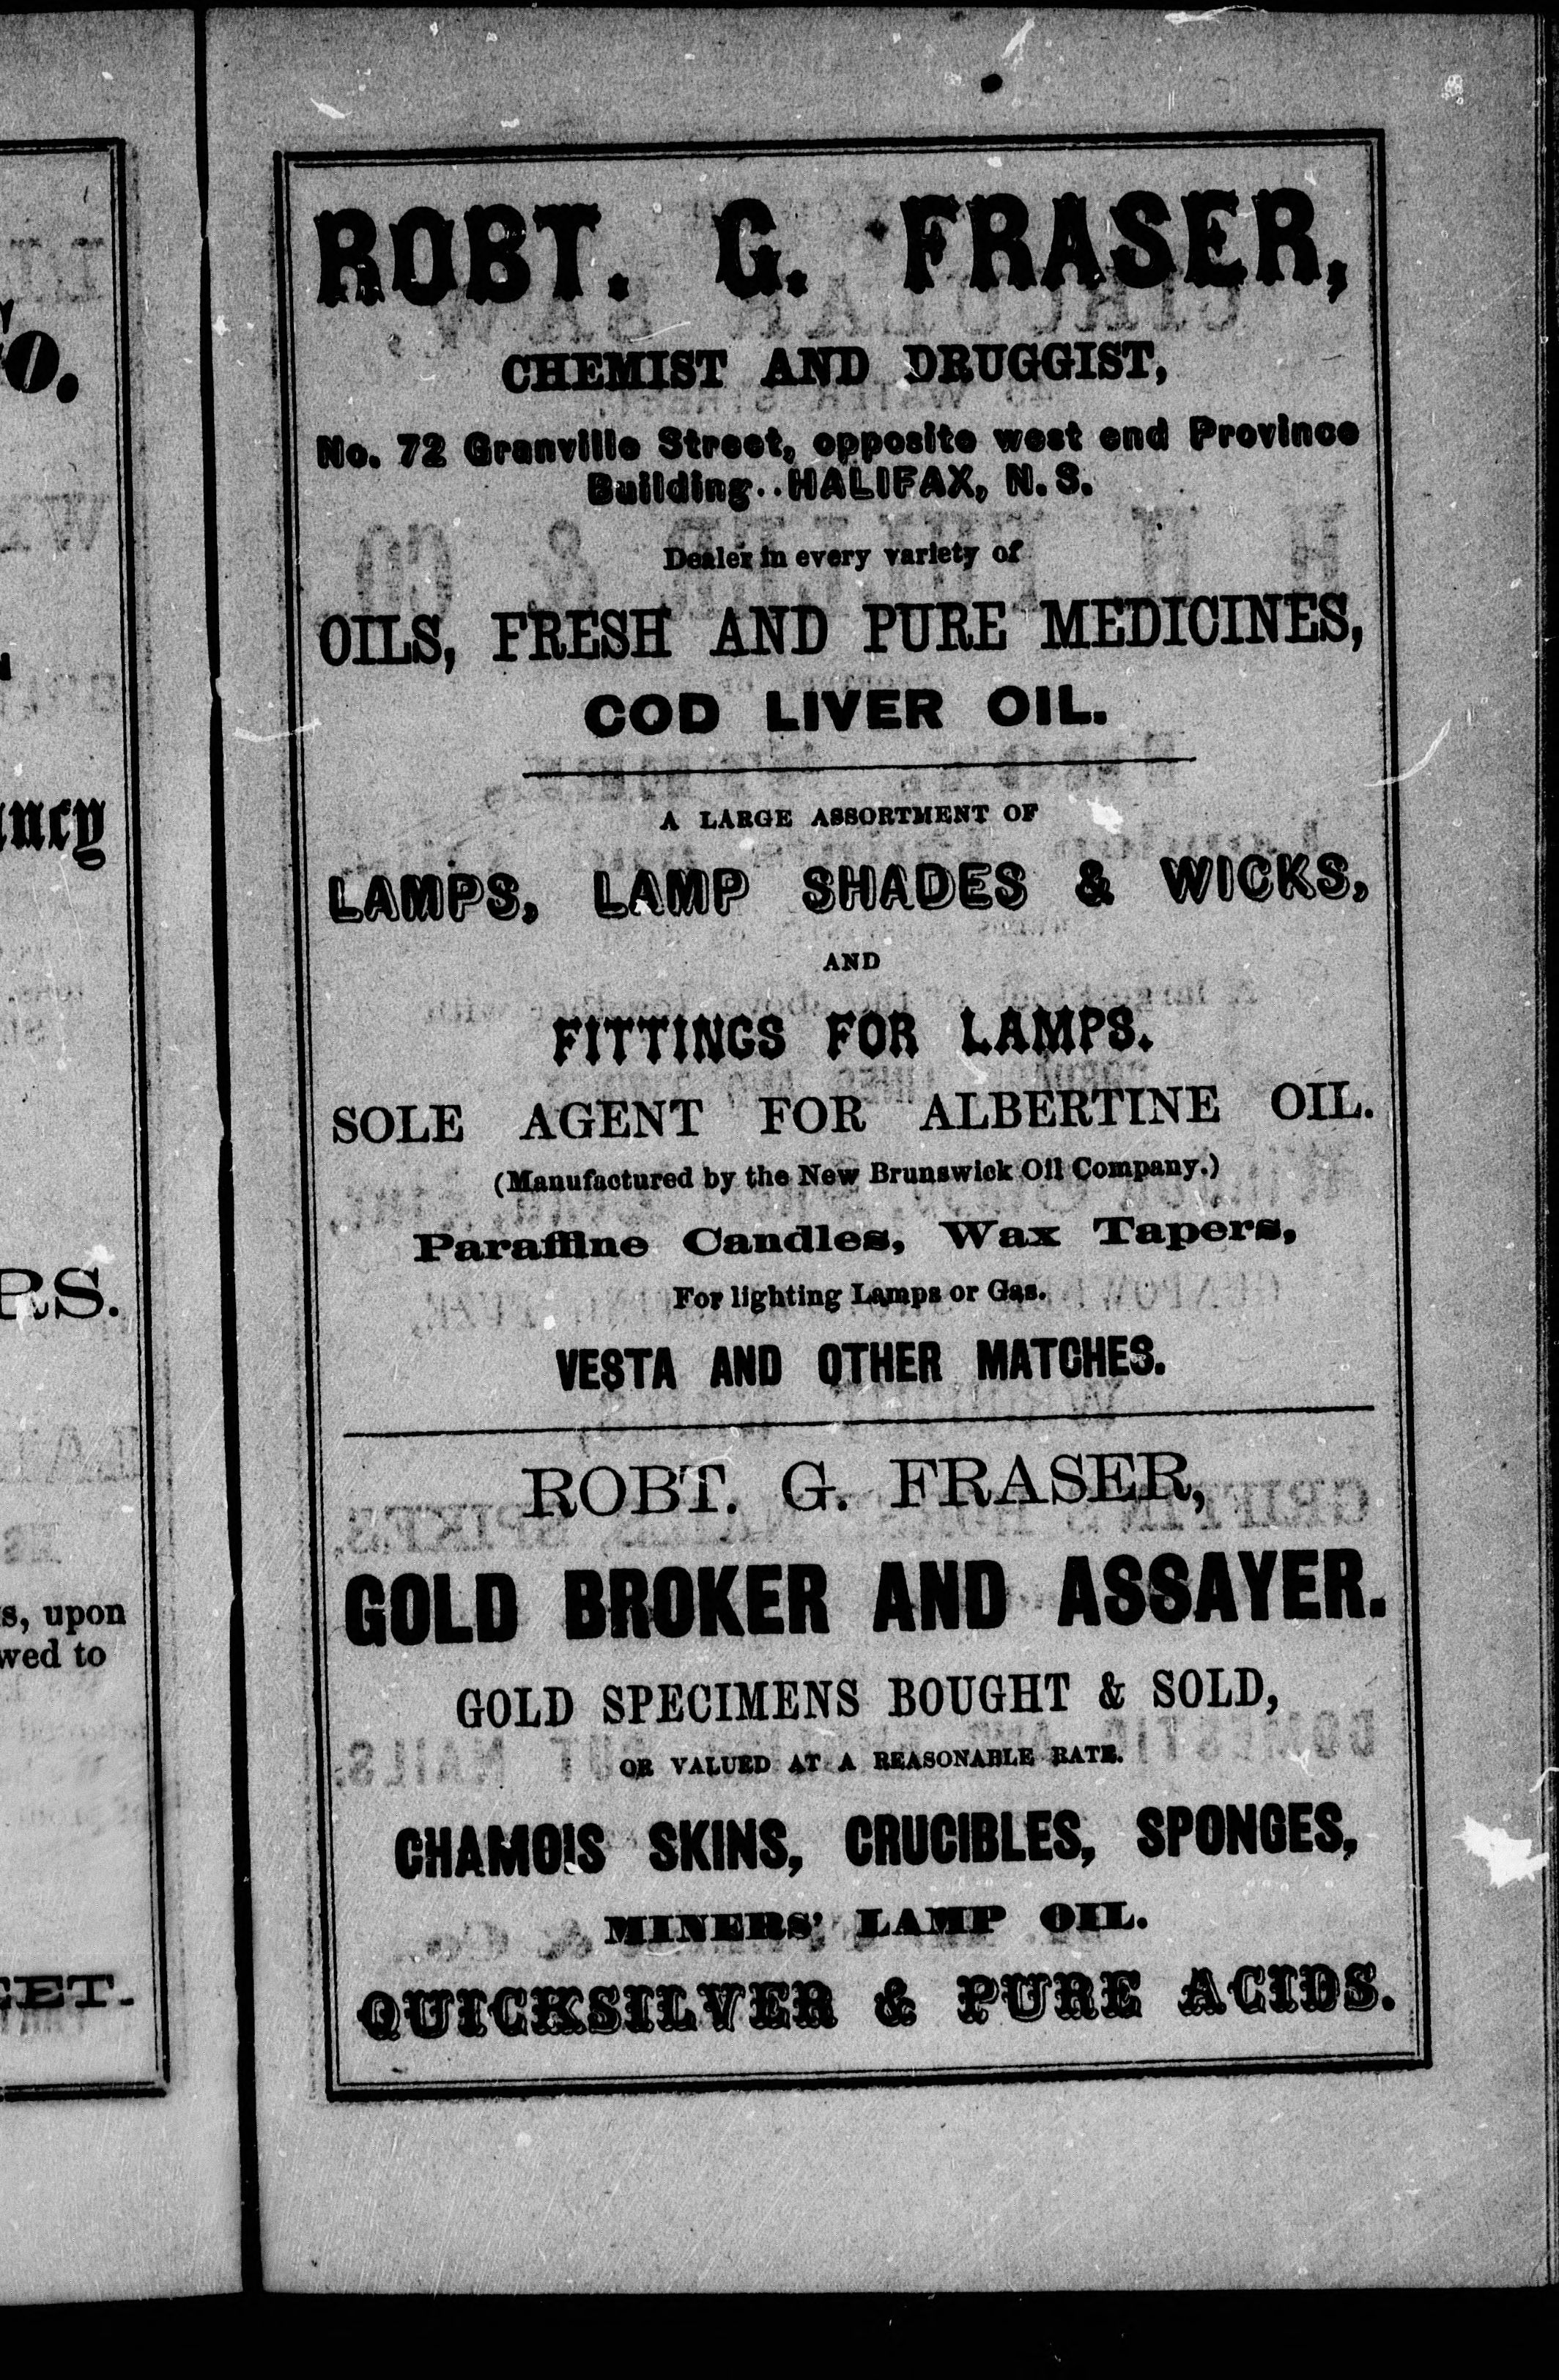 ROBT. G. FRASER,
CHEMIST AND DRUGGIST,
No. 72 Granville Street, opposite west end Province
Building..HALIFAX, N.S.
Dealer in every variety of
OILS, FRESH AND PURE MEDICINES,
COD LIVER OIL.
A LARGE ASSORTMENT OF
LAMPS, LAMP SHADES & WICKS,
AND
FITTINGS FOR LAMPS.
SOLE AGENT FOR ALBERTINE OIL.
(Manufactured by the New Brunswick Oil Company.)
Paraffine Candles, Wax Tapers,
For lighting Lamps or Gas.
VESTA AND OTHER MATCHES.
ROBT. G. FRASER,
GOLD BROKER AND ASSAYER.
GOLD SPECIMENS BOUGHT & SOLD,
OR VALUED AT A REASONABLE RATE.
CHAMOIS SKINS, CRUCIBLES, SPONGES,
MINERS' LAMP OIL.
QUICKSILVER & PURE ACIDS.
s, upon
wed to